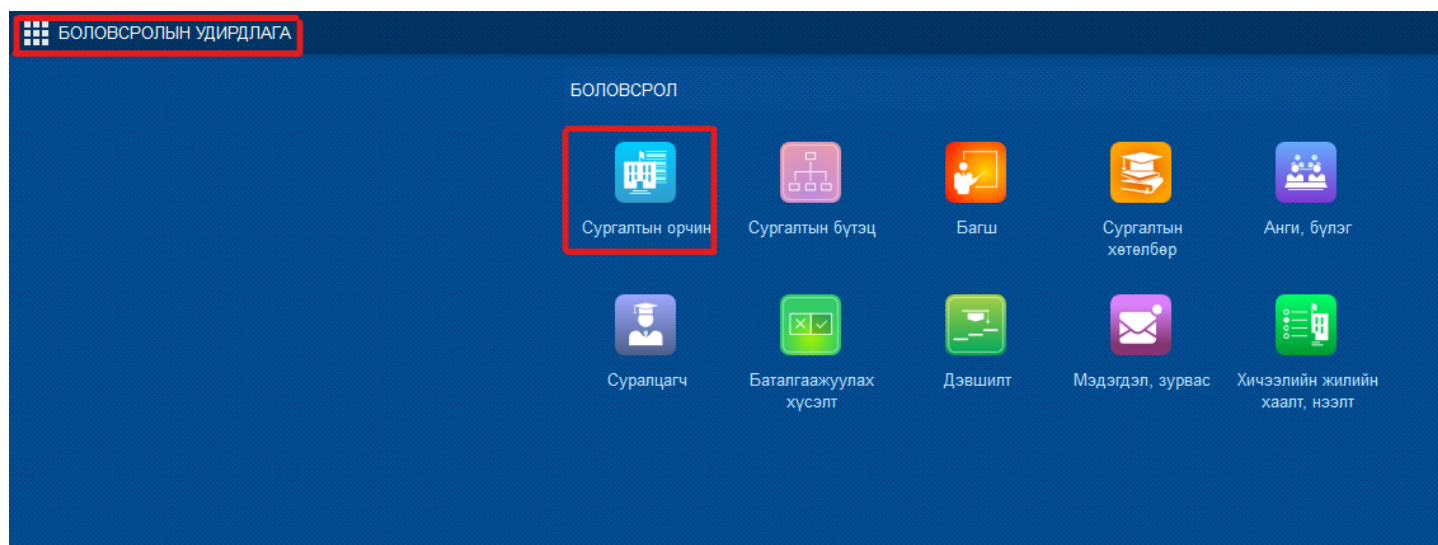 БОЛОВСРОЛЫН УДИРДЛАГА
БОЛОВСРОЛ
Сургалтын орчин
Сургалтын бүтэц
Багш
Сургалтын
хөтөлбөр
Анги, бүлэг
Суралцагч
Баталгаажуулах
хүсэлт
Дэвшилт
Мэдэгдэл, зурвас
Хичээлийн жилийн
хаалт, нээлт